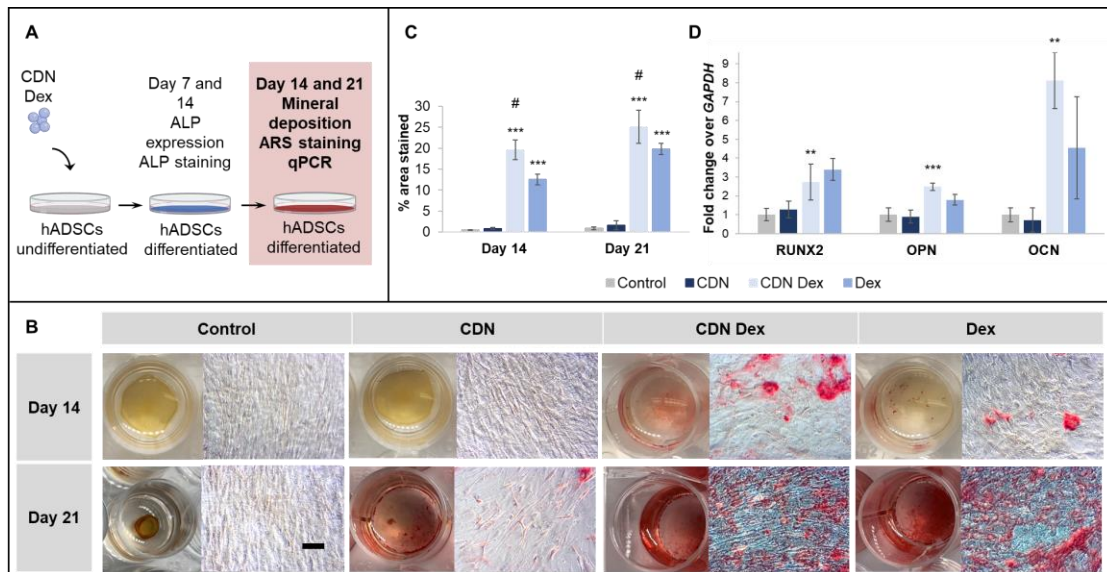 A
CDN
Dex
Day 7 and
14
ALP
expression
ALP staining
Day 14 and 21
Mineral
deposition
ARS staining
qPCR
hADSCs
undifferentiated
hADSCs
differentiated
hADSCs
differentiated
C
% area stained
30
25
20
15
10
5
0
#
***
***
#
***
***
Day 14
Day 21
D
Fold change over GAPDH
9
8
7
6
5
4
3
2
1
0
**
***
**
RUNX2
OPN
OCN
Control
CDN
CDN Dex
Dex
B
Control
CDN
CDN Dex
Dex
Day 14
Day 21